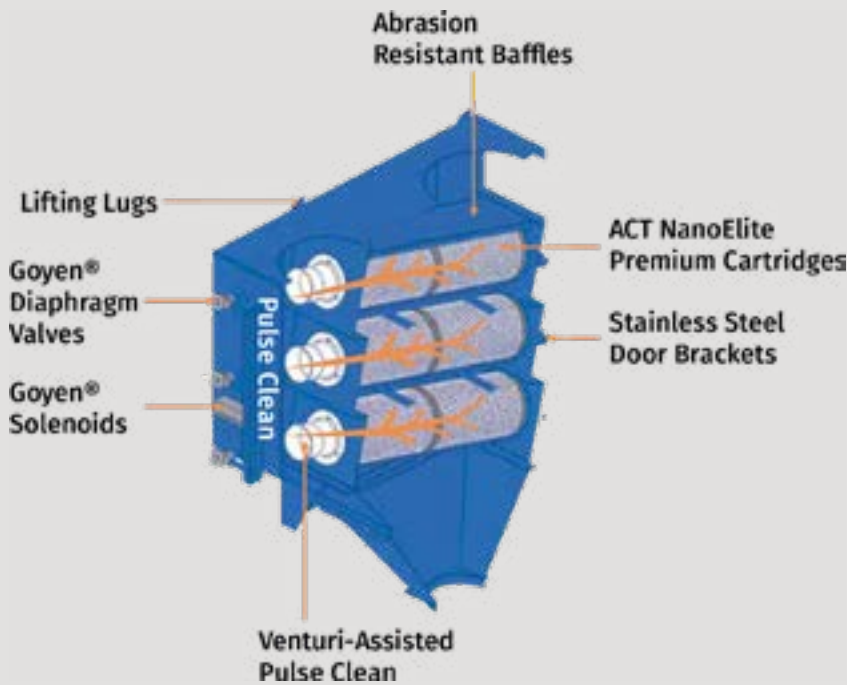 Abrasion
Resistant Baffles
Lifting Lugs
ACT NanoElite
Premium Cartridges
Goyen®
Diaphragm
Valves
Pulse Clean
Stainless Steel
Door Brackets
Goyen®
Solenoids
Venturi-Assisted
Pulse Clean